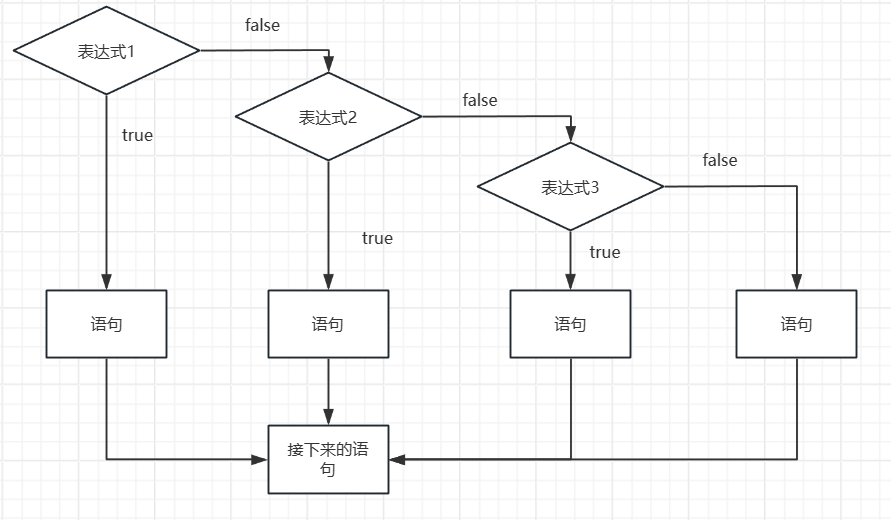 false
表达式1
false
表达式2
true
false
表达式3
true
true
语句
语句
语句
语句
接下来的语
句